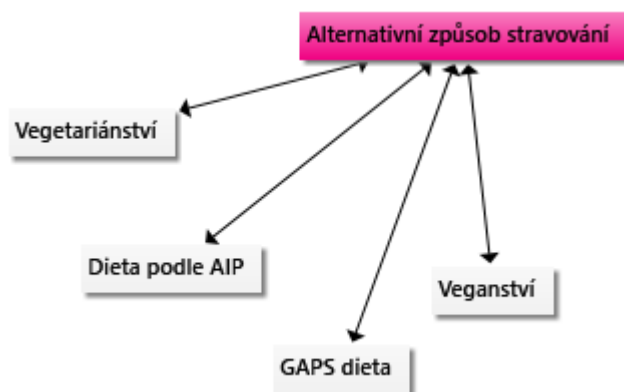 Alternativní způsob stravování
Vegetariánství
Dieta podle AIP
Veganství
GAPS dieta